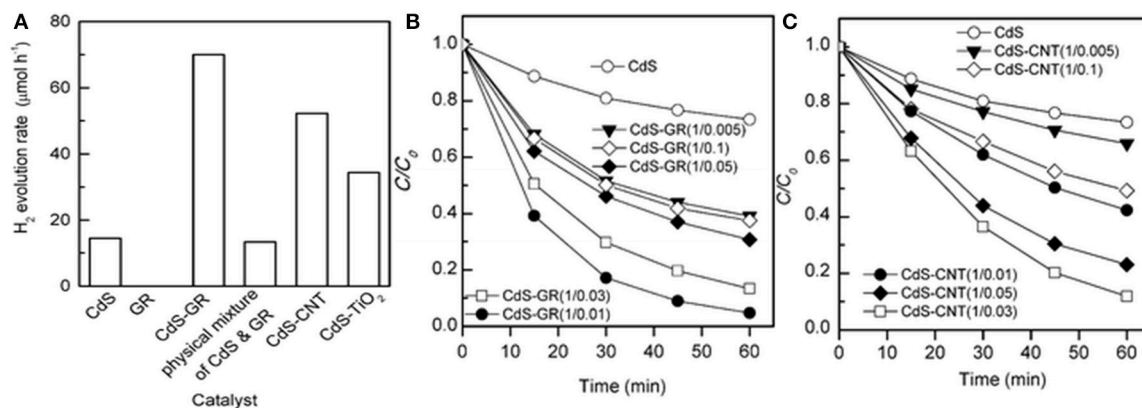 A
H₂ evolution rate (μmol h⁻¹)
80
60
40
20
0
CdS
GR
CdS-GR
physical mixture
of CdS & GR
CdS-CNT
CdS-TiO₂
Catalyst
B
C/C₀
1.0
0.8
0.6
0.4
0.2
0.0
CdS
CdS-GR(1/0.005)
CdS-GR(1/0.1)
CdS-GR(1/0.05)
CdS-GR(1/0.03)
CdS-GR(1/0.01)
0 10 20 30 40 50 60
Time (min)
C
C/C₀
1.0
0.8
0.6
0.4
0.2
0.0
CdS
CdS-CNT(1/0.005)
CdS-CNT(1/0.1)
CdS-CNT(1/0.01)
CdS-CNT(1/0.05)
CdS-CNT(1/0.03)
0 10 20 30 40 50 60
Time (min)